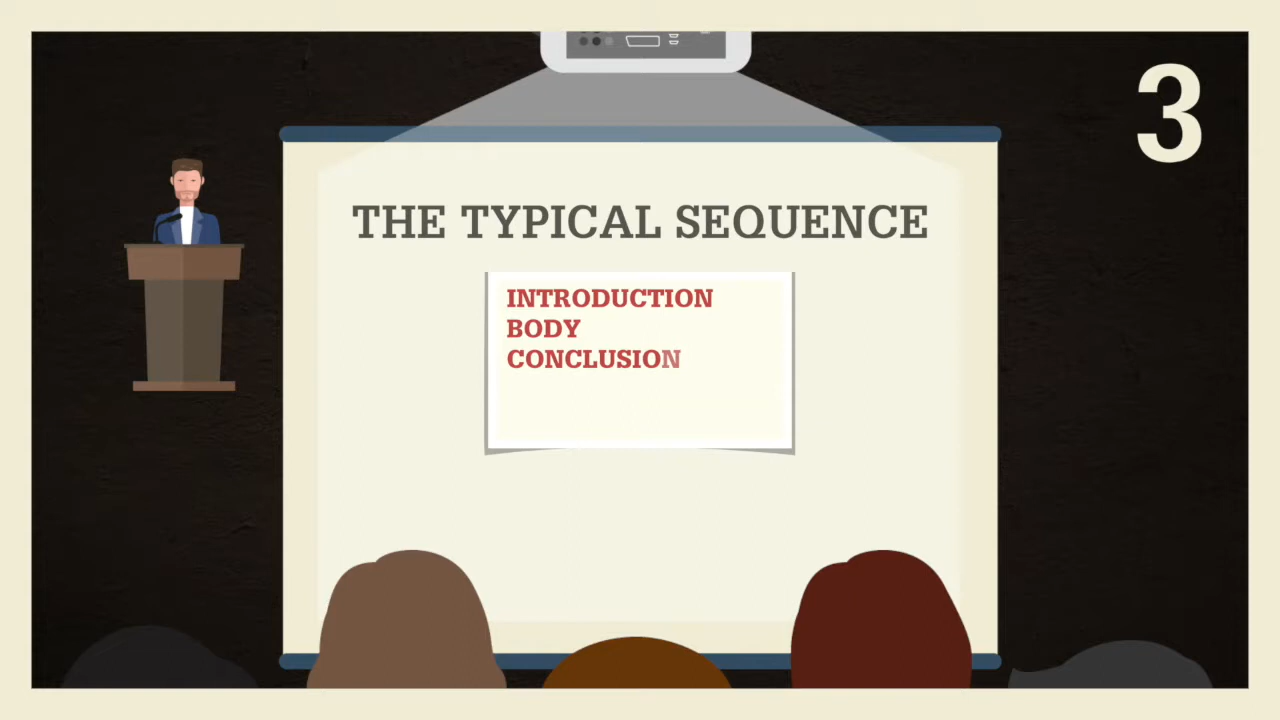 3
THE TYPICAL SEQUENCE
INTRODUCTION
BODY
CONCLUSION